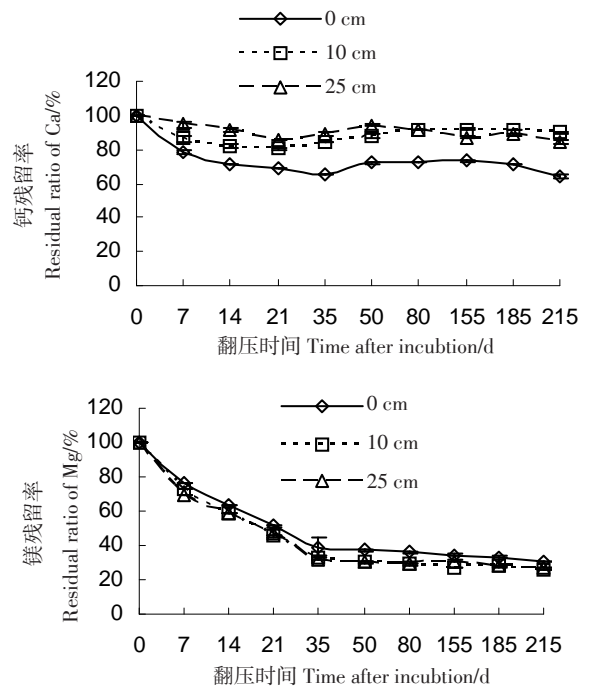 0 cm
10 cm
25 cm
120
100
80
60
40
20
0
钙残留率
Residual ratio of Ca/%
0 7 14 21 35 50 80 155 185 215
翻压时间 Time after incubtion/d
0 cm
10 cm
25 cm
120
100
80
60
40
20
0
镁残留率
Residual ratio of Mg/%
0 7 14 21 35 50 80 155 185 215
翻压时间 Time after incubtion/d